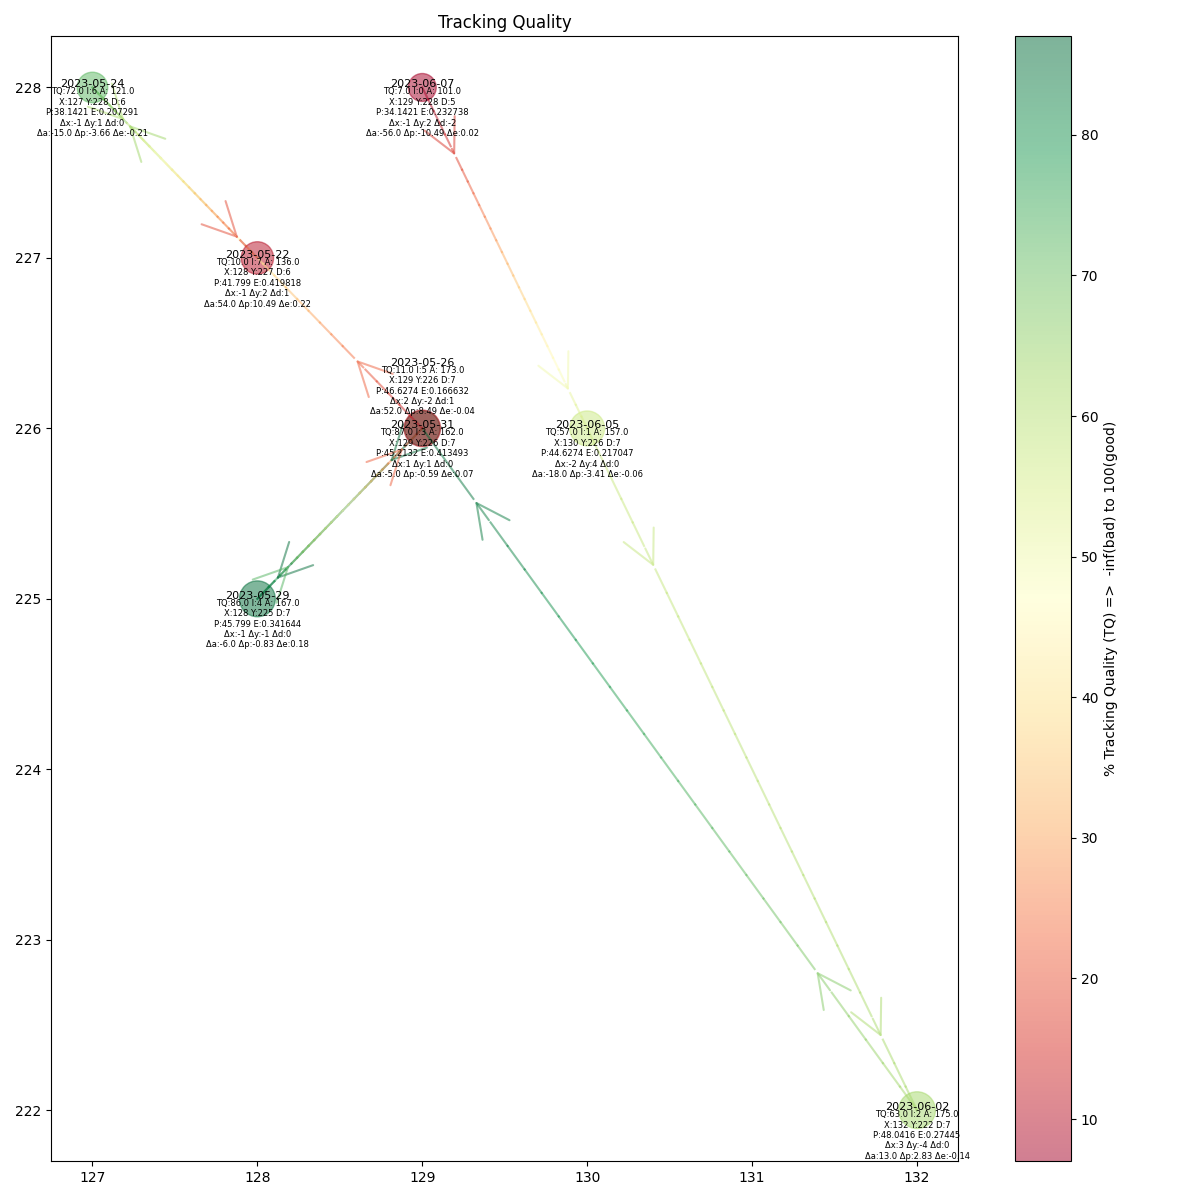 Tracking Quality
2023-05-24
TQ:72.0 I:6 A: 121.0
X:127 Y:228 D:6
P:38.1421 E:0.207291
Δx:-1 Δy:1 Δd:0
Δa:-15.0 Δp:-3.66 Δe:-0.21
2023-06-07
TQ:7.0 I:0 A: 101.0
X:129 Y:228 D:5
P:34.1421 E:0.232738
Δx:-1 Δy:2 Δd:-2
Δa:-56.0 Δp:-10.49 Δe:0.02
2023-05-22
TQ:10.0 I:7 A: 136.0
X:128 Y:227 D:6
P:41.799 E:0.419818
Δx:-1 Δy:2 Δd:1
Δa:54.0 Δp:10.49 Δe:0.22
2023-05-26
TQ:11.0 I:5 A: 173.0
X:129 Y:226 D:7
P:46.6274 E:0.166632
Δx:2 Δy:-2 Δd:1
Δa:52.0 Δp:8.49 Δe:-0.04
2023-05-31
TQ:87.0 I:3 A: 162.0
X:129 Y:226 D:7
P:45.2132 E:0.413493
Δx:1 Δy:1 Δd:0
Δa:-5.0 Δp:-0.59 Δe:0.07
2023-06-05
TQ:57.0 I:1 A: 157.0
X:130 Y:226 D:7
P:44.6274 E:0.217047
Δx:-2 Δy:4 Δd:0
Δa:-18.0 Δp:-3.41 Δe:-0.06
2023-05-29
TQ:86.0 I:4 A: 167.0
X:128 Y:225 D:7
P:45.799 E:0.341644
Δx:-1 Δy:-1 Δd:0
Δa:-6.0 Δp:-0.83 Δe:0.18
2023-06-02
TQ:63.0 I:2 A: 175.0
X:132 Y:222 D:7
P:48.0416 E:0.27445
Δx:3 Δy:-4 Δd:0
Δa:13.0 Δp:2.83 Δe:-0.14
228
227
226
225
224
223
222
127
128
129
130
131
132
80
70
60
50
40
30
20
10
% Tracking Quality (TQ) => -inf(bad) to 100(good)